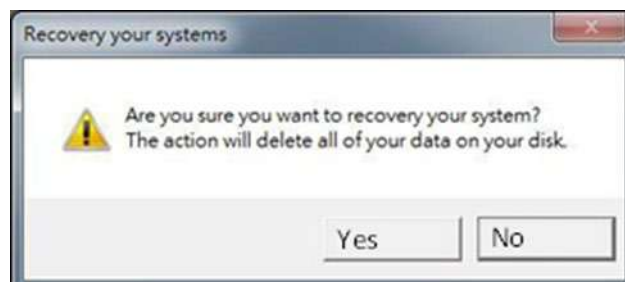 Recovery your systems
Are you sure you want to recovery your system?
The action will delete all of your data on your disk.
Yes
No